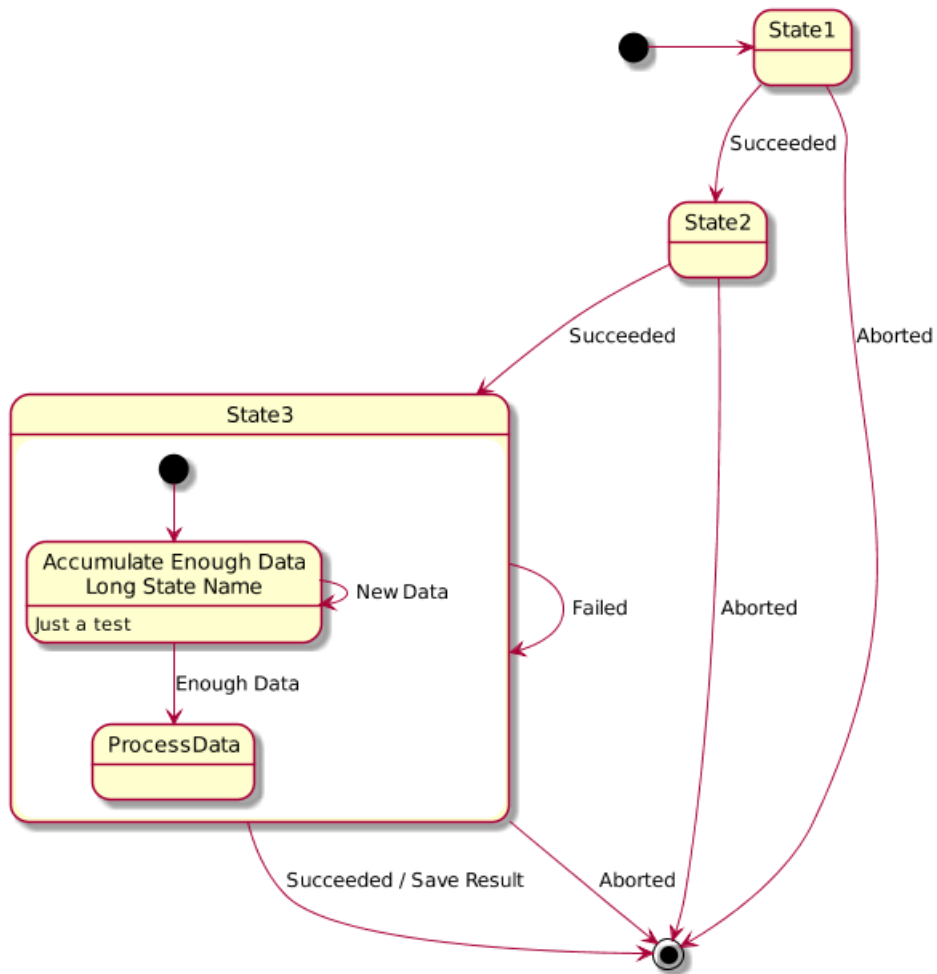 State1
Succeeded
State2
Succeeded
Aborted
State3
Accumulate Enough Data
Long State Name
Just a test
New Data
Failed
Aborted
Enough Data
ProcessData
Succeeded / Save Result
Aborted